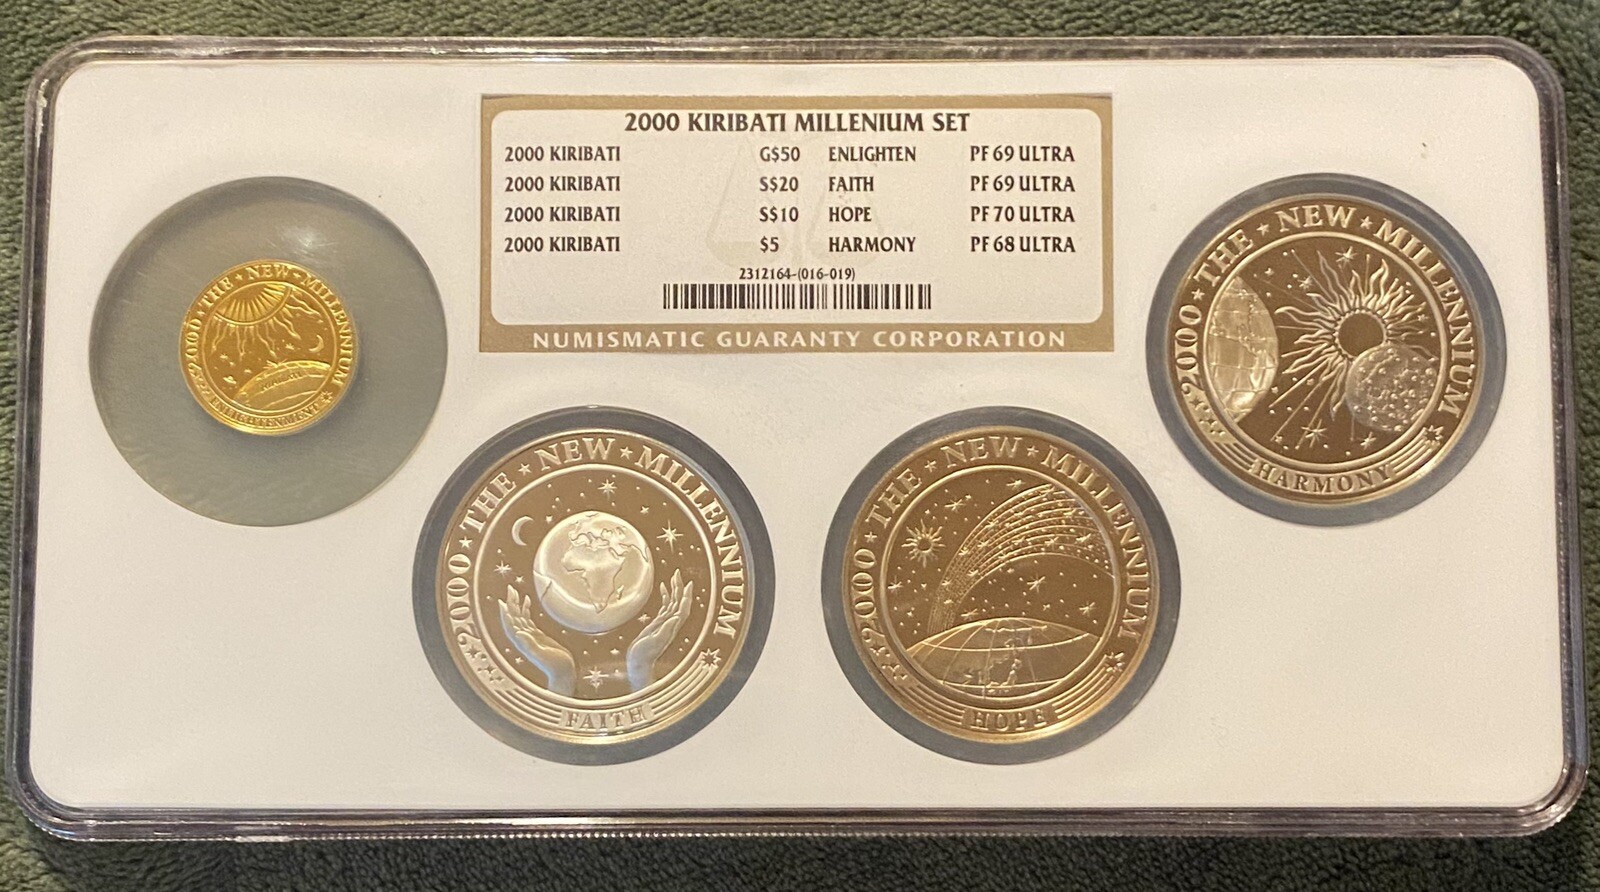 2000 KIRIBATI MILLENIUM SET
2000 KIRIBATI G$50 ENLIGHTEN PF 69 ULTRA
2000 KIRIBATI S$20 FAITH PF 69 ULTRA
2000 KIRIBATI S$10 HOPE PF 70 ULTRA
2000 KIRIBATI $5 HARMONY PF 68 ULTRA
2312164-(016-019)
NUMISMATIC GUARANTY CORPORATION
2000 ★ THE ★ NEW ★ MILLENNIUM
ENLIGHTENMENT
2000 ★ THE ★ NEW ★ MILLENNIUM
FAITH
2000 ★ THE ★ NEW ★ MILLENNIUM
HOPE
2000 ★ THE ★ NEW ★ MILLENNIUM
HARMONY